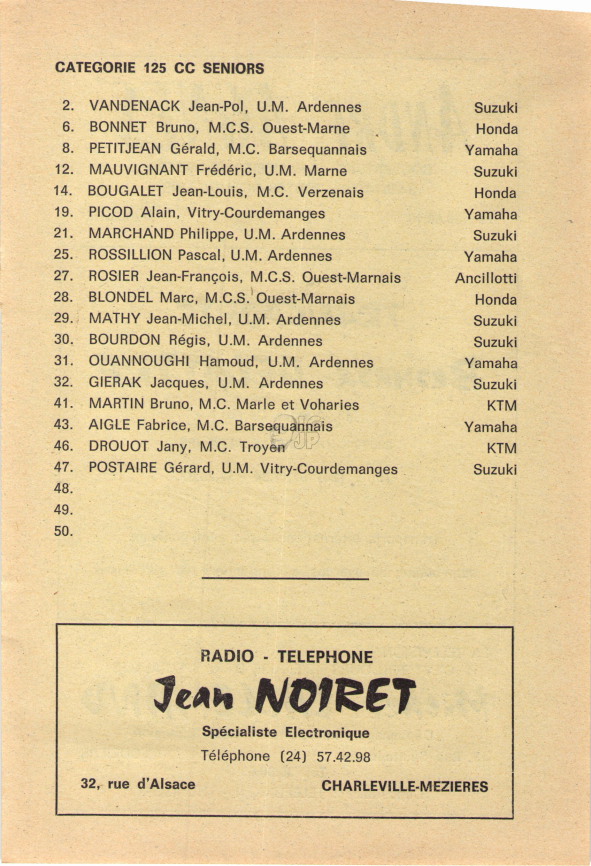 CATEGORIE 125 CC SENIORS
2. VANDENACK Jean-Pol, U.M. Ardennes Suzuki
6. BONNET Bruno, M.C.S. Ouest-Marne Honda
8. PETITJEAN Gérald, M.C. Barsequannais Yamaha
12. MAUVIGNANT Frédéric, U.M. Marne Suzuki
14. BOUGALET Jean-Louis, M.C. Verzenais Honda
19. PICOD Alain, Vitry-Courdemanges Yamaha
21. MARCHAND Philippe, U.M. Ardennes Suzuki
25. ROSSILLION Pascal, U.M. Ardennes Yamaha
27. ROSIER Jean-François, M.C.S. Ouest-Marnais Ancillotti
28. BLONDEL Marc, M.C.S. Ouest-Marnais Honda
29. MATHY Jean-Michel, U.M. Ardennes Suzuki
30. BOURDON Régis, U.M. Ardennes Suzuki
31. OUANNOUGHI Hamoud, U.M. Ardennes Yamaha
32. GIERAK Jacques, U.M. Ardennes Suzuki
41. MARTIN Bruno, M.C. Marle et Voharies KTM
43. AIGLE Fabrice, M.C. Barsequannais Yamaha
46. DROUOT Jany, M.C. Troyen KTM
47. POSTAIRE Gérard, U.M. Vitry-Courdemanges Suzuki
48.
49.
50.
RADIO - TELEPHONE
Jean NOIRET
Spécialiste Electronique
Téléphone (24) 57.42.98
32, rue d'Alsace CHARLEVILLE-MEZIERES